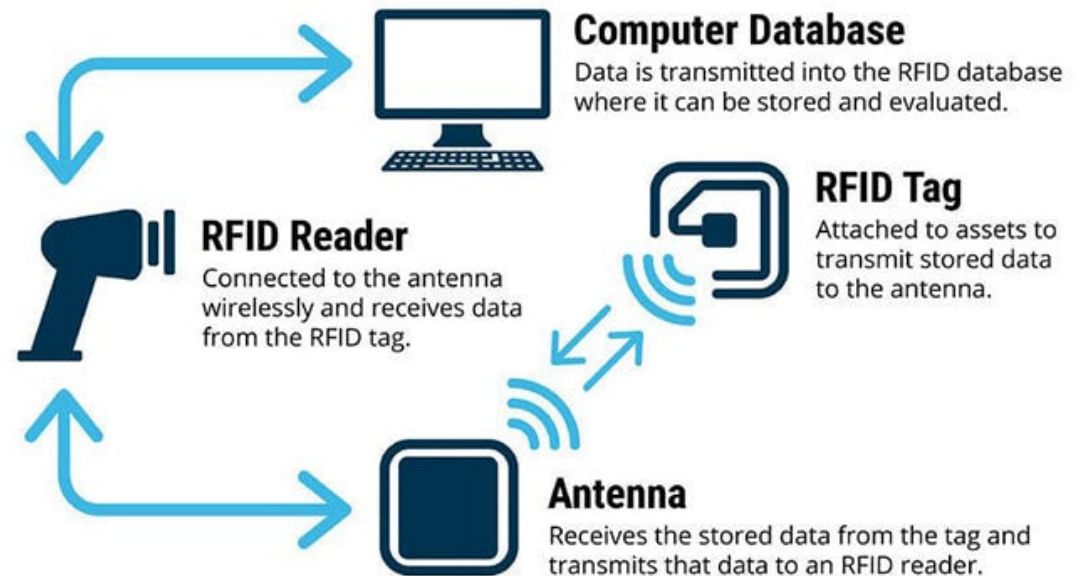 Computer Database
Data is transmitted into the RFID database
where it can be stored and evaluated.
RFID Tag
Attached to assets to
transmit stored data
to the antenna.
RFID Reader
Connected to the antenna
wirelessly and receives data
from the RFID tag.
Antenna
Receives the stored data from the tag and
transmits that data to an RFID reader.